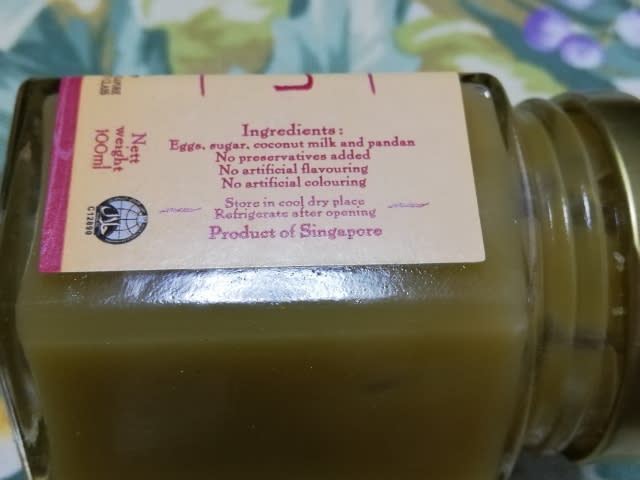 Ingredients:
Eggs, sugar, coconut milk and pandan
No preservatives added
No artificial flavouring
No artificial colouring
Store in cool dry place
Refrigerate after opening
Product of Singapore
Nett
weight
100ml
C12890